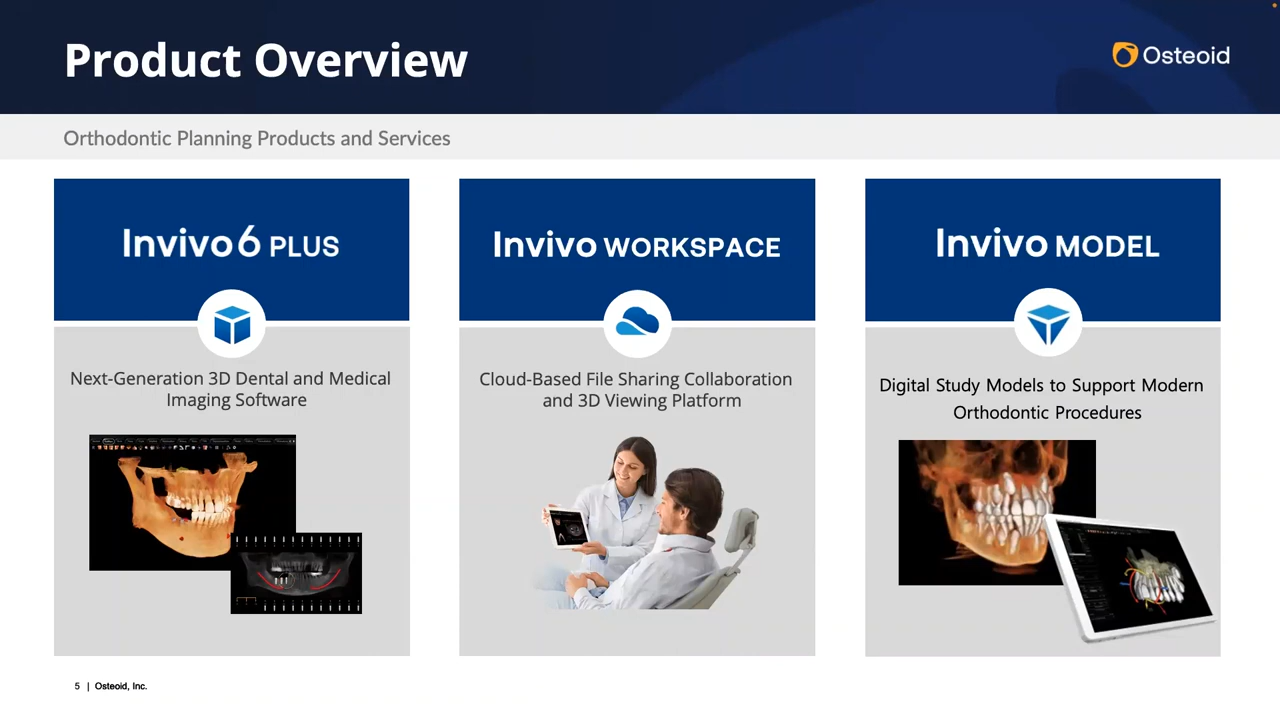 Product Overview
Osteoid
Orthodontic Planning Products and Services
Invivo6 PLUS
Next-Generation 3D Dental and Medical
Imaging Software
Invivo WORKSPACE
Cloud-Based File Sharing Collaboration
and 3D Viewing Platform
Invivo MODEL
Digital Study Models to Support Modern
Orthodontic Procedures
5 | Osteoid, Inc.